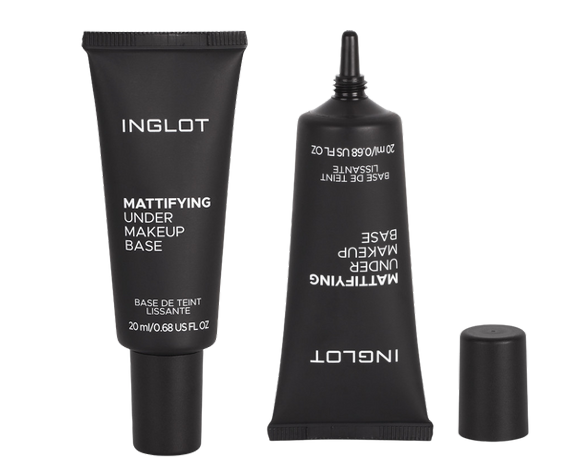 INGLOT
MATTIFYING
UNDER
MAKEUP
BASE
BASE DE TEINT
LISSANTE
20 ml/0.68 US FL OZ
INGLOT
MATTIFYING
UNDER
MAKEUP
BASE
BASE DE TEINT
LISSANTE
20 ml/0.68 US FL OZ